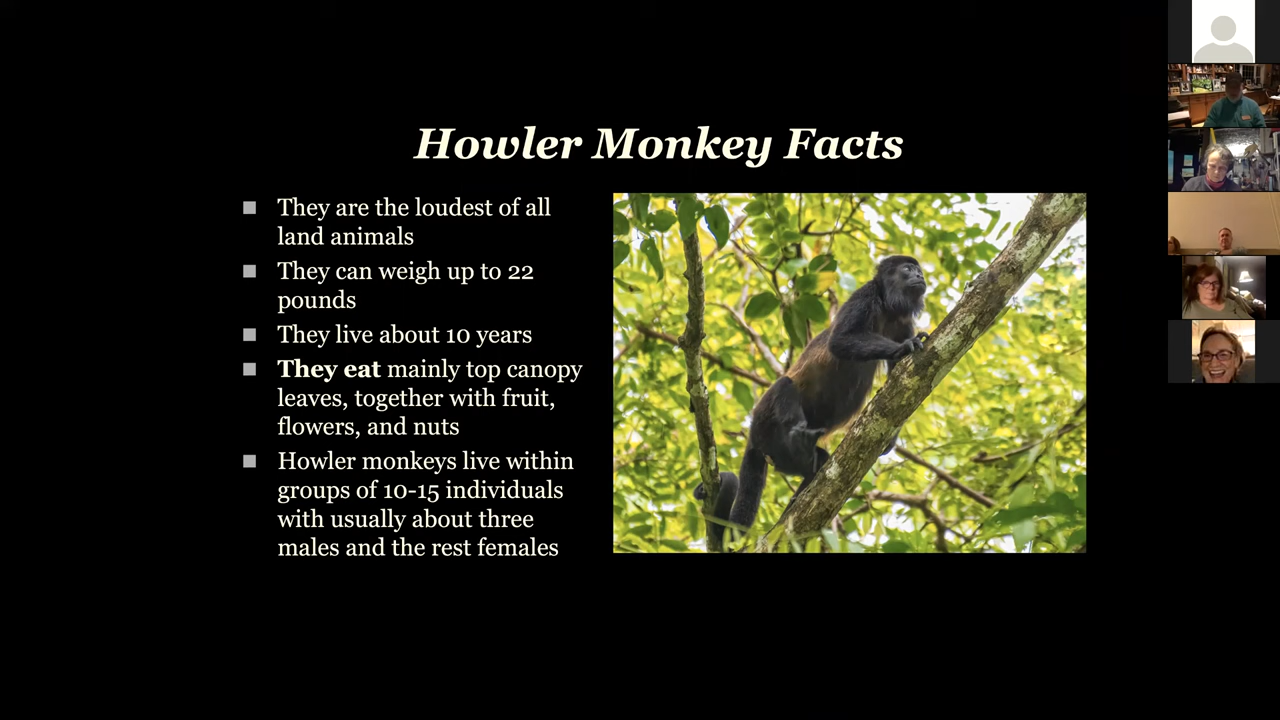 Howler Monkey Facts
They are the loudest of all
land animals
They can weigh up to 22
pounds
They live about 10 years
They eat mainly top canopy
leaves, together with fruit,
flowers, and nuts
Howler monkeys live within
groups of 10-15 individuals
with usually about three
males and the rest females